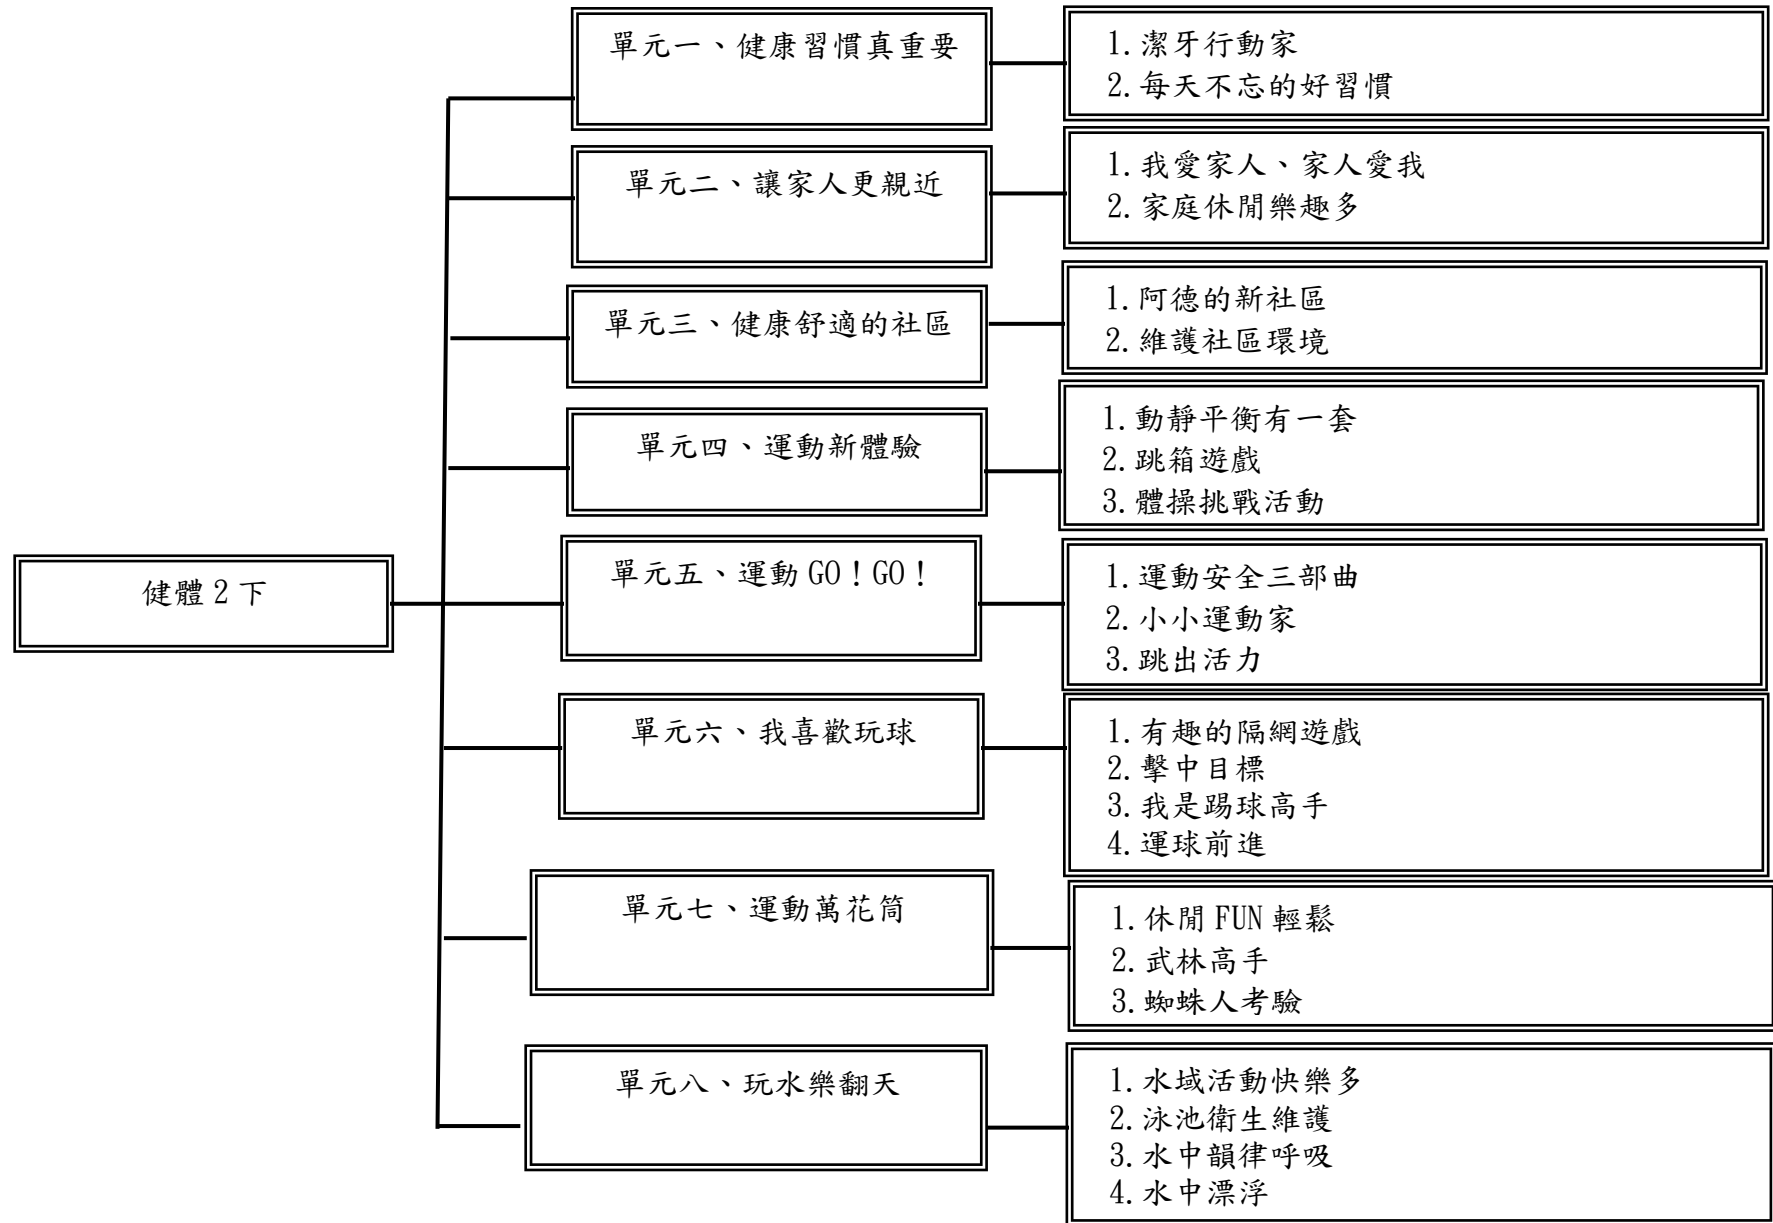 單元一、健康習慣真重要
1.潔牙行動家
2.每天不忘的好習慣
單元二、讓家人更親近
1.我愛家人、家人愛我
2.家庭休閒樂趣多
單元三、健康舒適的社區
1.阿德的新社區
2.維護社區環境
單元四、運動新體驗
1.動靜平衡有一套
2.跳箱遊戲
3.體操挑戰活動
健體2下
單元五、運動GO！GO！
1.運動安全三部曲
2.小小運動家
3.跳出活力
單元六、我喜歡玩球
1.有趣的隔網遊戲
2.擊中目標
3.我是踢球高手
4.運球前進
單元七、運動萬花筒
1.休閒FUN輕鬆
2.武林高手
3.蜘蛛人考驗
單元八、玩水樂翻天
1.水域活動快樂多
2.泳池衛生維護
3.水中韻律呼吸
4.水中漂浮